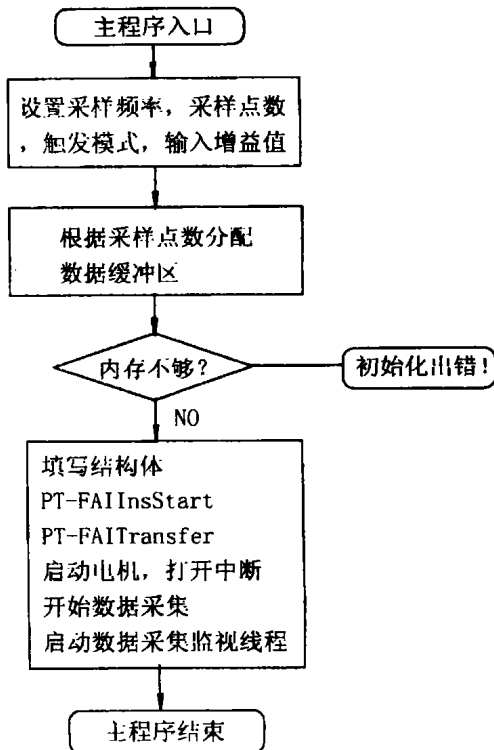 主程序入口
设置采样频率，采样点数
，触发模式，输入增益值
根据采样点数分配
数据缓冲区
内存不够？
初始化出错！
NO
填写结构体
PT-FAIInsStart
PT-FAITransfer
启动电机，打开中断
开始数据采集
启动数据采集监视线程
主程序结束